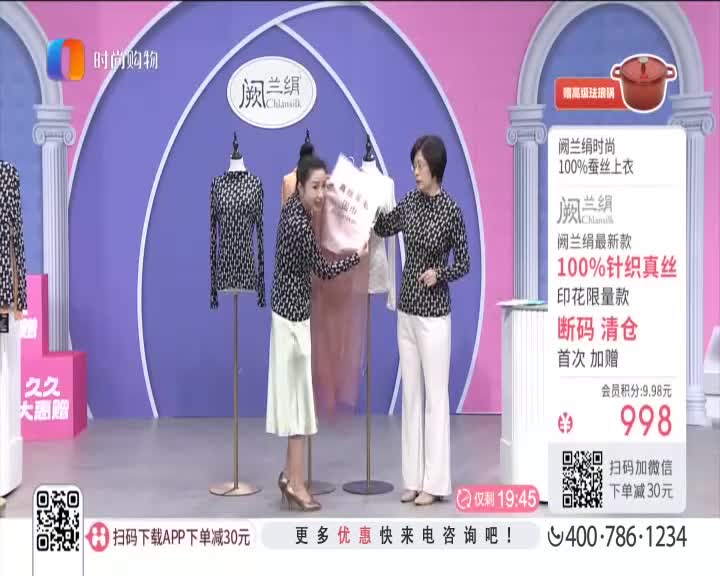 时尚购物
阙兰绢
Chlansilk
赠高级珐琅锅
阙兰绢时尚
100%蚕丝上衣
阙兰绢
Chlansilk
阙兰绢最新款
100%针织真丝
印花限量款
断码 清仓
首次 加赠
会员积分:9.98元
998
扫码加微信
下单减30元
久久
大惠赠
仅剩 19:45
扫码下载APP下单减30元
更多优惠快来电咨询吧！
400-786-1234